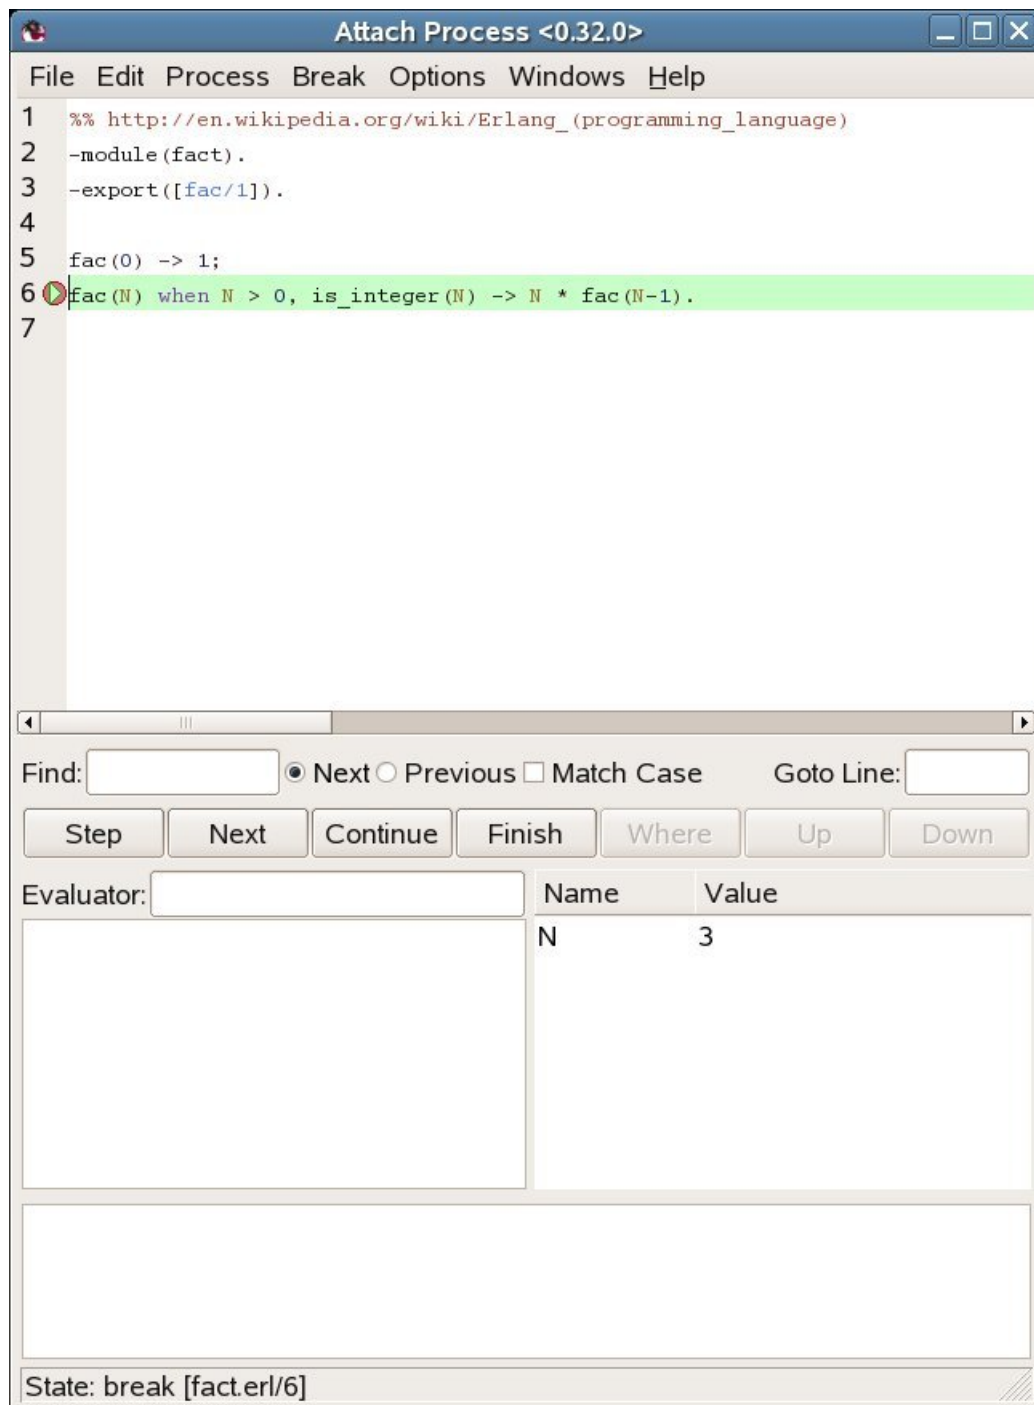 Attach Process <0.32.0>
File Edit Process Break Options Windows Help
1 %% http://en.wikipedia.org/wiki/Erlang_(programming_language)
2 -module(fact).
3 -export([fac/1]).
4
5 fac(0) -> 1;
6 fac(N) when N > 0, is_integer(N) -> N * fac(N-1).
7
Find: Next Previous Match Case Goto Line:
Step Next Continue Finish Where Up Down
Evaluator: Name Value
N 3
State: break [fact.erl/6]